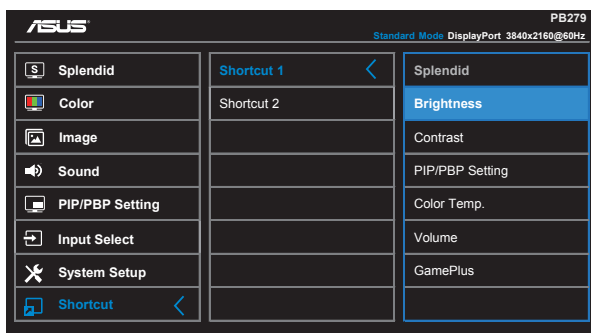 ASUS
PB279
Standard Mode DisplayPort 3840x2160@60Hz
S Splendid
Color
Image
Sound
PIP/PBP Setting
Input Select
System Setup
Shortcut
Shortcut 1
Shortcut 2
Splendid
Brightness
Contrast
PIP/PBP Setting
Color Temp.
Volume
GamePlus